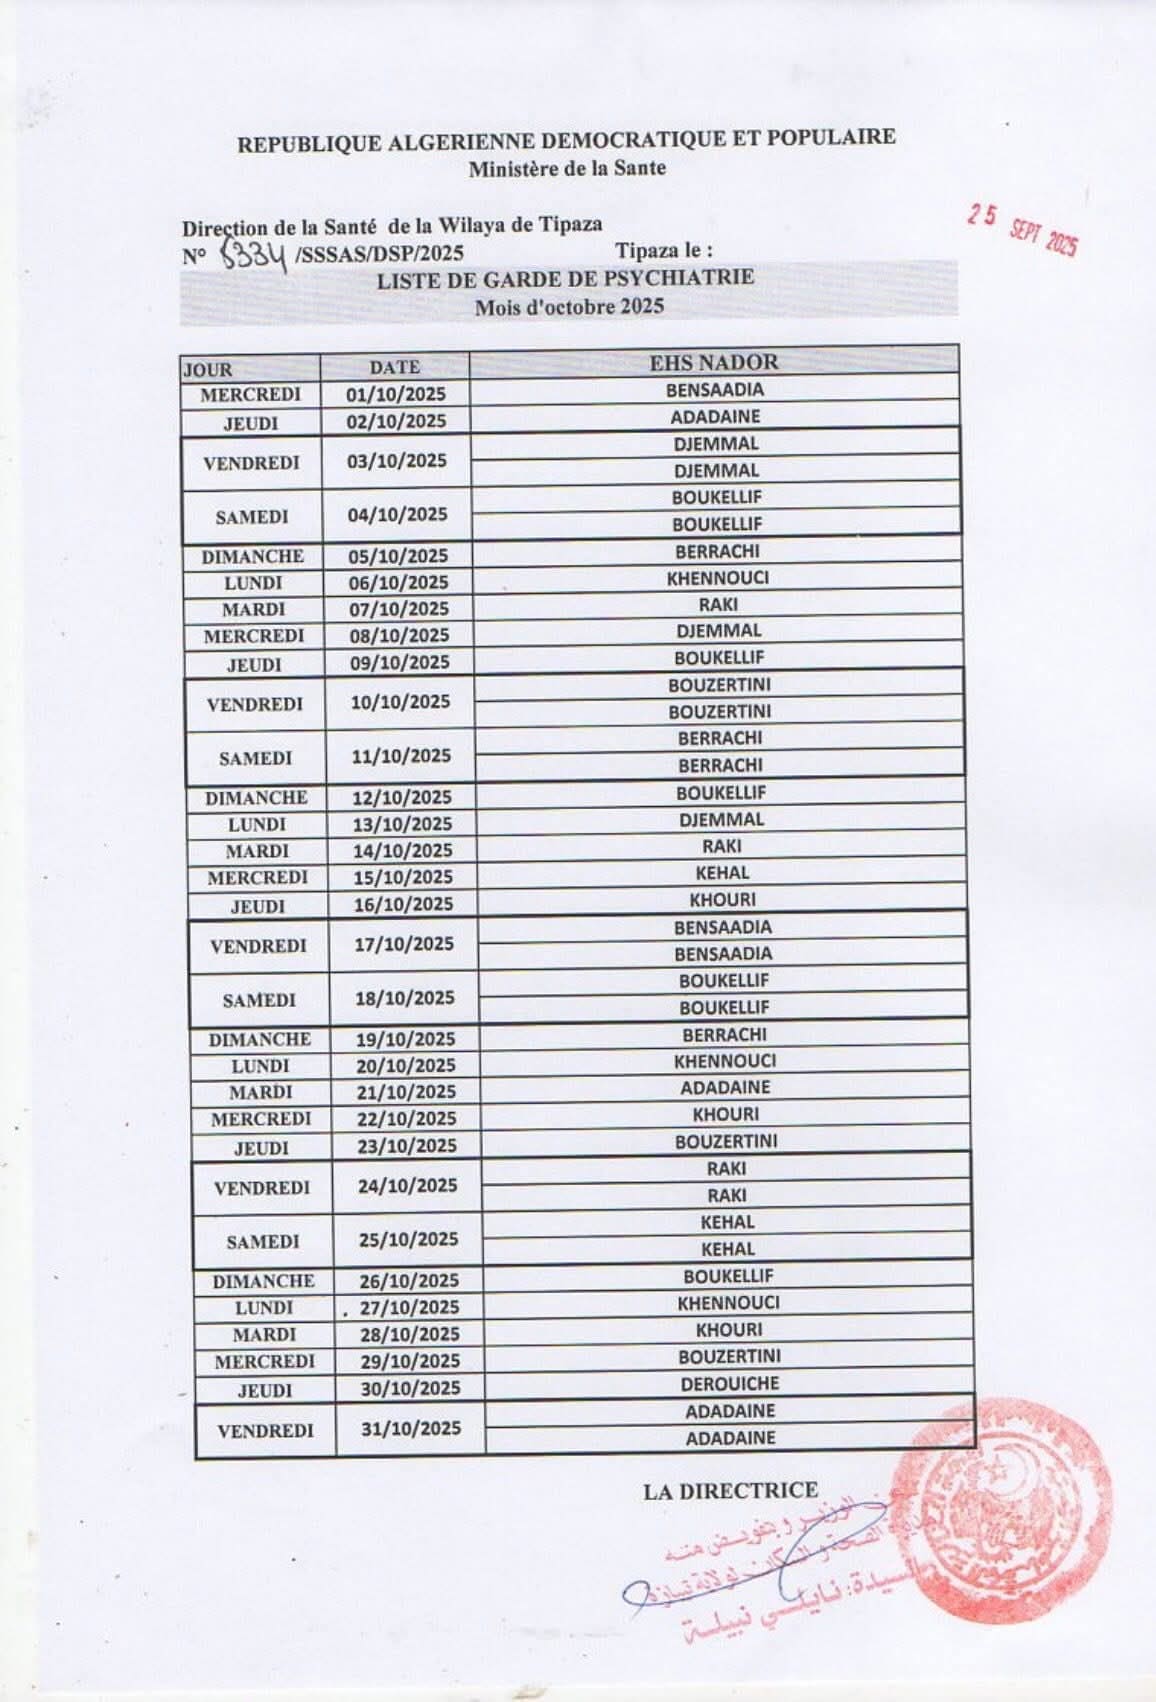 REPUBLIQUE ALGERIENNE DEMOCRATIQUE ET POPULAIRE
Ministère de la Sante
25 SEPT 2025
Direction de la Santé de la Wilaya de Tipaza
N° 6334 /SSSAS/DSP/2025 Tipaza le :
LISTE DE GARDE DE PSYCHIATRIE
Mois d'octobre 2025
JOUR DATE EHS NADOR
MERCREDI 01/10/2025 BENSAADIA
JEUDI 02/10/2025 ADADAINE
VENDREDI 03/10/2025 DJEMMAL
DJEMMAL
SAMEDI 04/10/2025 BOUKELLIF
BOUKELLIF
DIMANCHE 05/10/2025 BERRACHI
LUNDI 06/10/2025 KHENNOUCI
MARDI 07/10/2025 RAKI
MERCREDI 08/10/2025 DJEMMAL
JEUDI 09/10/2025 BOUKELLIF
VENDREDI 10/10/2025 BOUZERTINI
BOUZERTINI
SAMEDI 11/10/2025 BERRACHI
BERRACHI
DIMANCHE 12/10/2025 BOUKELLIF
LUNDI 13/10/2025 DJEMMAL
MARDI 14/10/2025 RAKI
MERCREDI 15/10/2025 KEHAL
JEUDI 16/10/2025 KHOURI
VENDREDI 17/10/2025 BENSAADIA
BENSAADIA
SAMEDI 18/10/2025 BOUKELLIF
BOUKELLIF
DIMANCHE 19/10/2025 BERRACHI
LUNDI 20/10/2025 KHENNOUCI
MARDI 21/10/2025 ADADAINE
MERCREDI 22/10/2025 KHOURI
JEUDI 23/10/2025 BOUZERTINI
VENDREDI 24/10/2025 RAKI
RAKI
SAMEDI 25/10/2025 KEHAL
KEHAL
DIMANCHE 26/10/2025 BOUKELLIF
LUNDI 27/10/2025 KHENNOUCI
MARDI 28/10/2025 KHOURI
MERCREDI 29/10/2025 BOUZERTINI
JEUDI 30/10/2025 DEROUICHE
VENDREDI 31/10/2025 ADADAINE
ADADAINE
LA DIRECTRICE
الوزير و بتفويض منه
الصحة و السكان لولاية تيبازة
السيدة: نايلي نبيلة